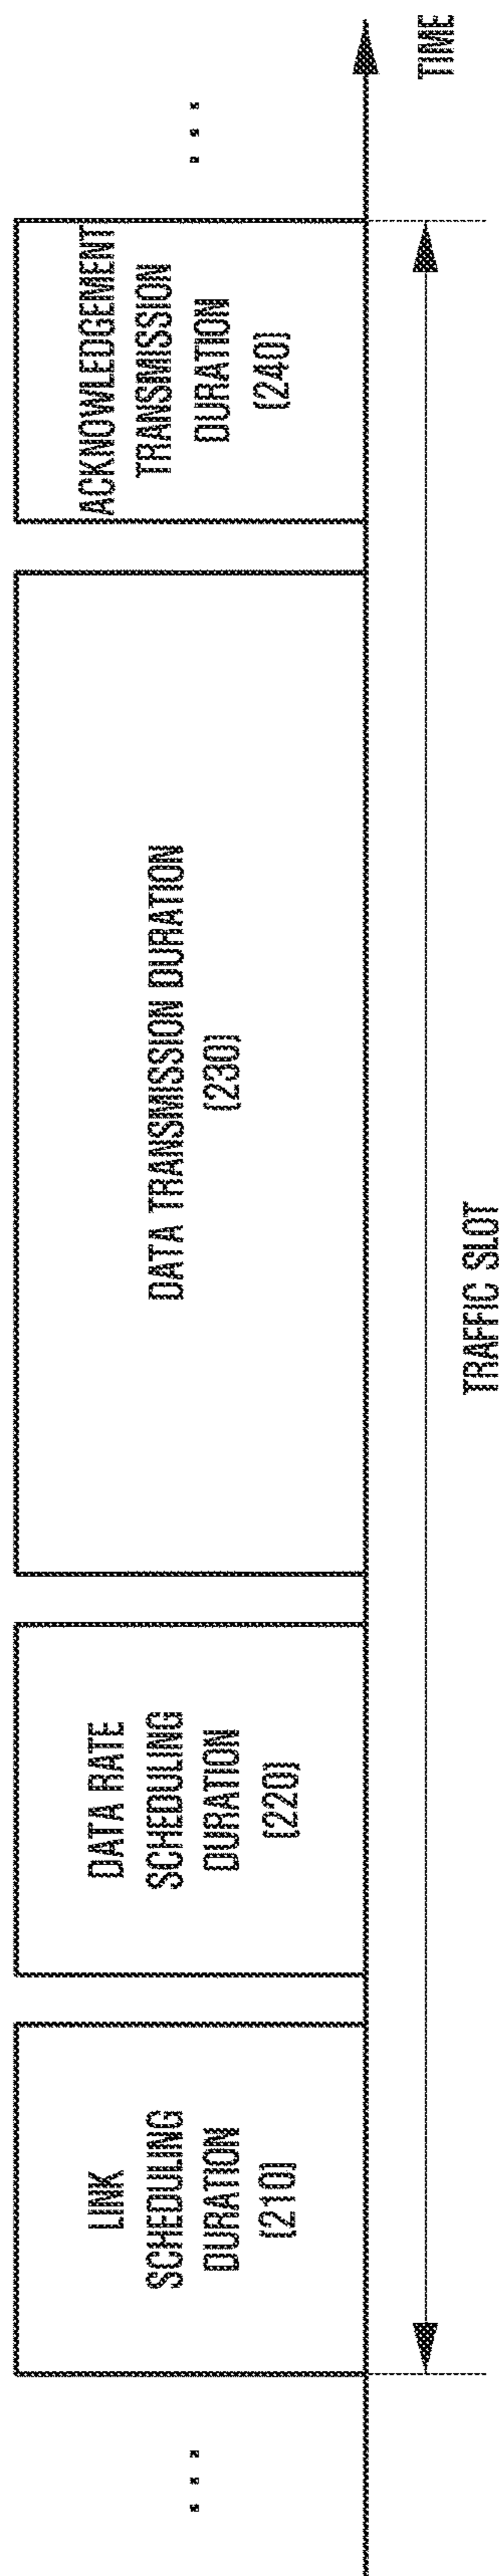 LINK
SCHEDULING
DURATION
(210)
DATA RATE
SCHEDULING
DURATION
(220)
DATA TRANSMISSION DURATION
(230)
ACKNOWLEDGEMENT
TRANSMISSION
DURATION
(240)
...
...
TIME
TRAFFIC SLOT